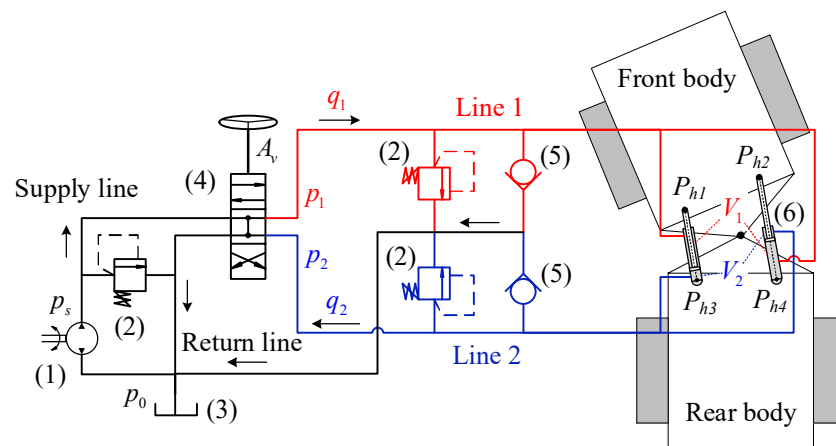 Front body
q1
Line 1
Av
(2)
(5)
Ph2
(4)
Supply line
p1
Ph1
V1
(6)
p2
(2)
(5)
V2
ps
(2)
q2
Ph3
Ph4
(1)
Return line
Line 2
p0
(3)
Rear body